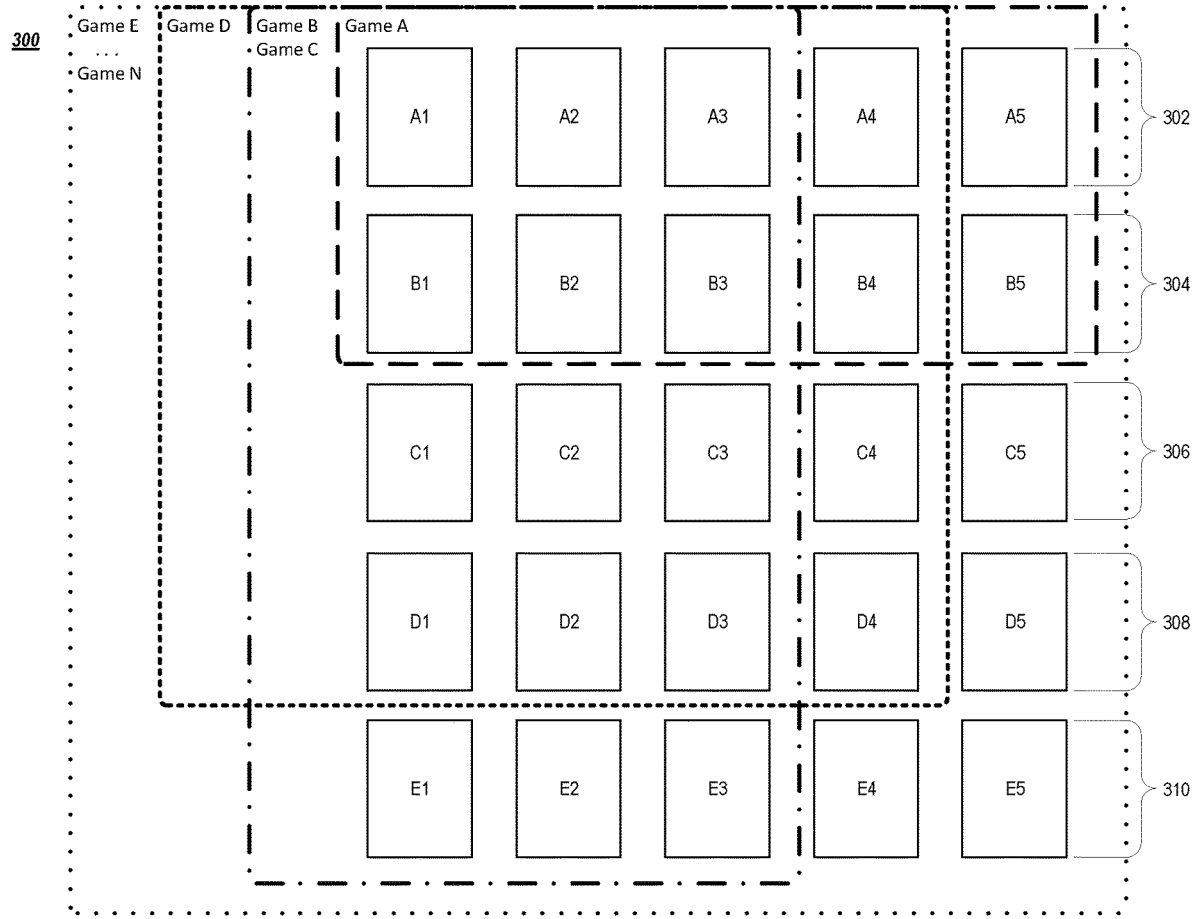 300
Game E
...
Game N
Game D
Game B
Game C
Game A
A1 A2 A3 A4 A5
302
B1 B2 B3 B4 B5
304
C1 C2 C3 C4 C5
306
D1 D2 D3 D4 D5
308
E1 E2 E3 E4 E5
310